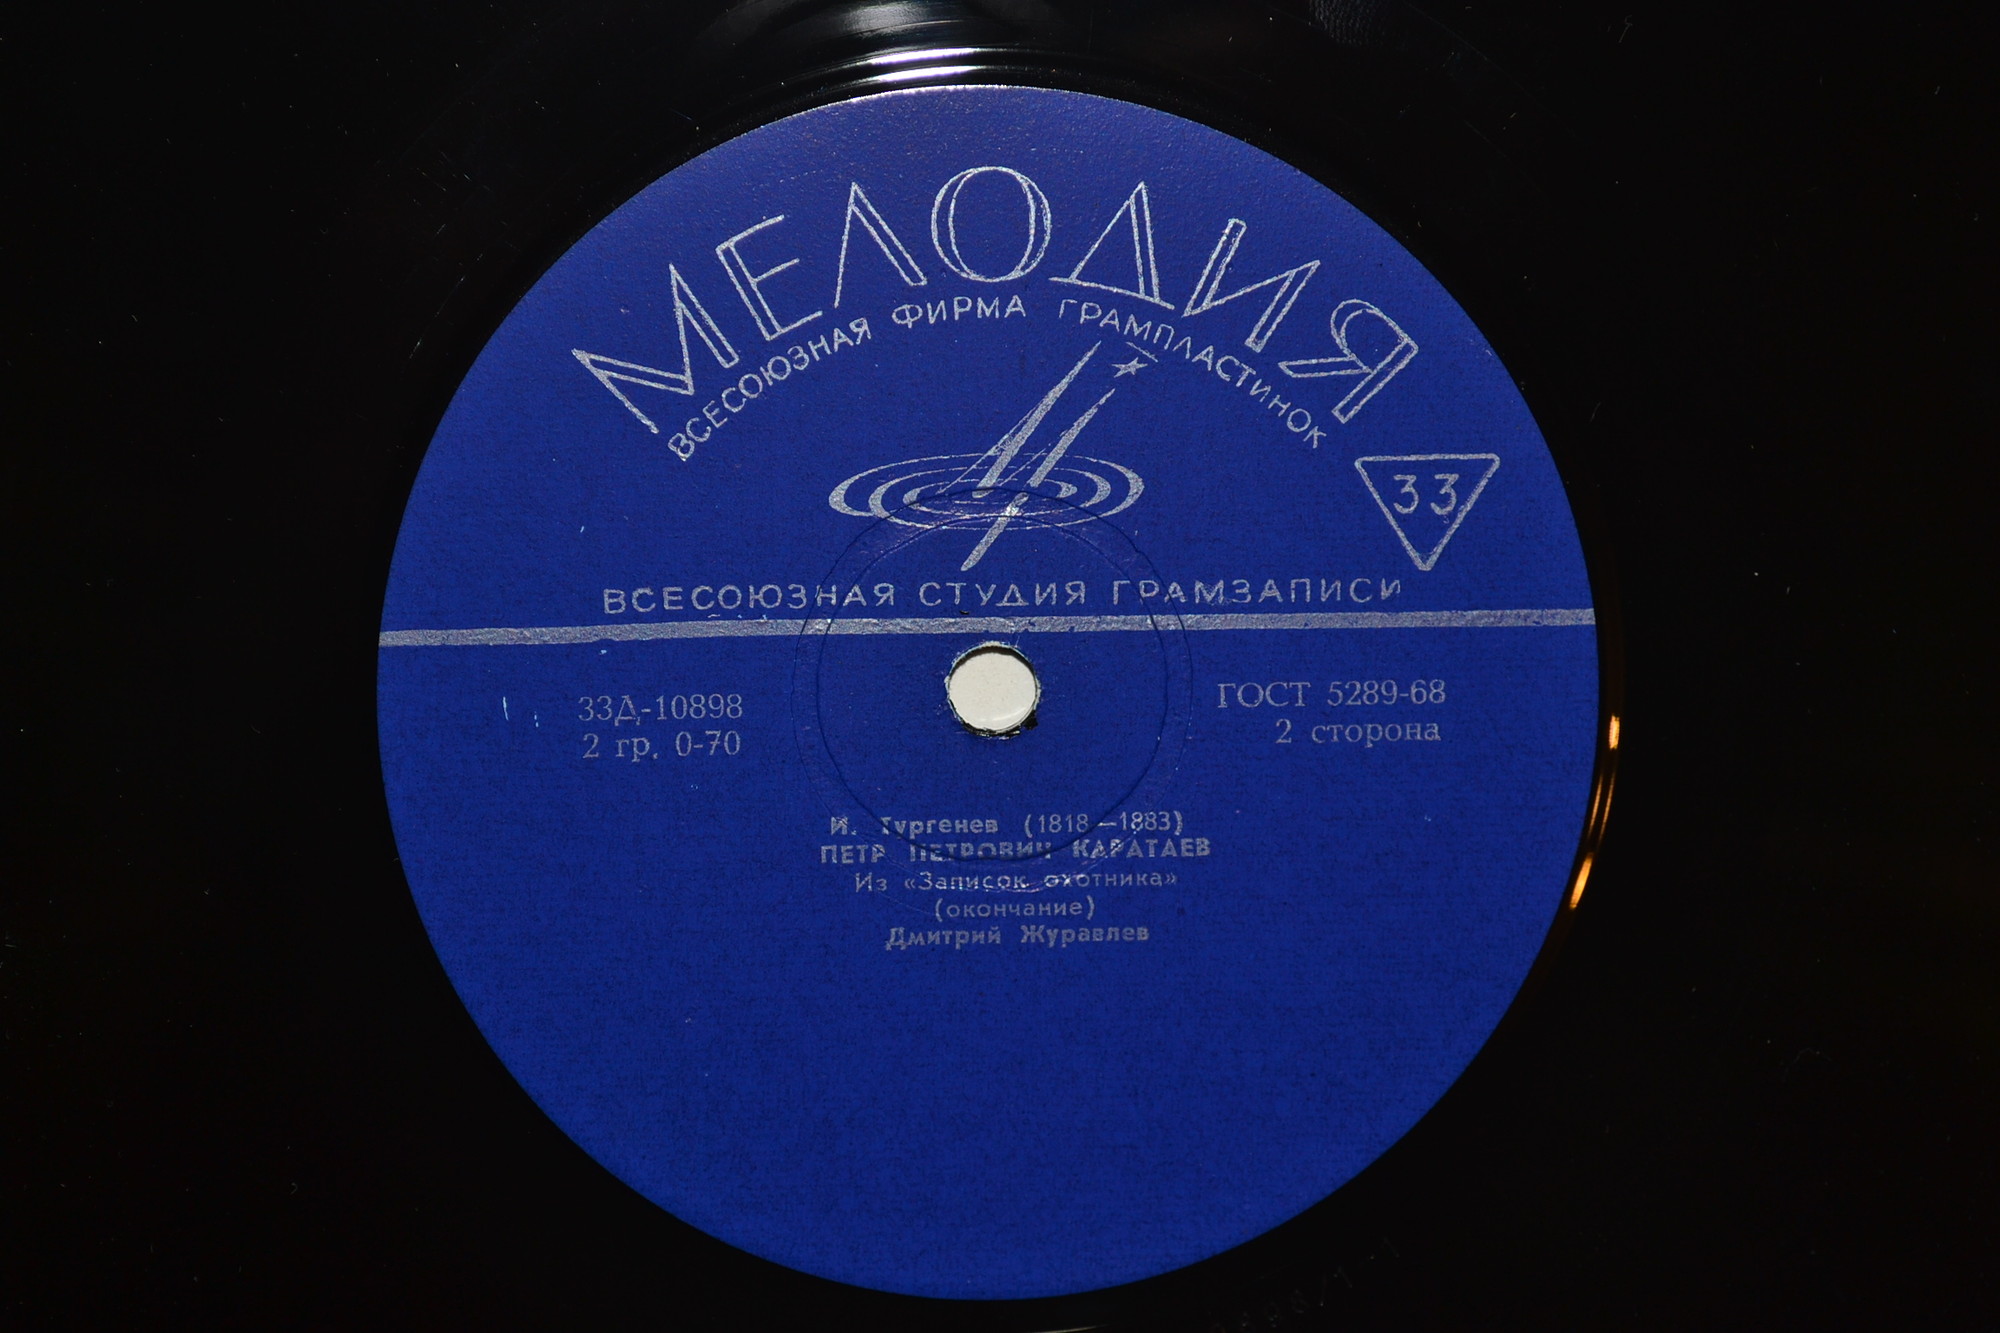 МЕЛОДИЯ
ВСЕСОЮЗНАЯ ФИРМА ГРАМПЛАСТИНОК
33
ВСЕСОЮЗНАЯ СТУДИЯ ГРАМЗАПИСИ
33Д-10898
2 гр. 0-70
ГОСТ 5289-68
2 сторона
И. Тургенев (1818—1883)
ПЕТР ПЕТРОВИЧ КАРАТАЕВ
Из «Записок охотника»
(окончание)
Дмитрий Журавлев